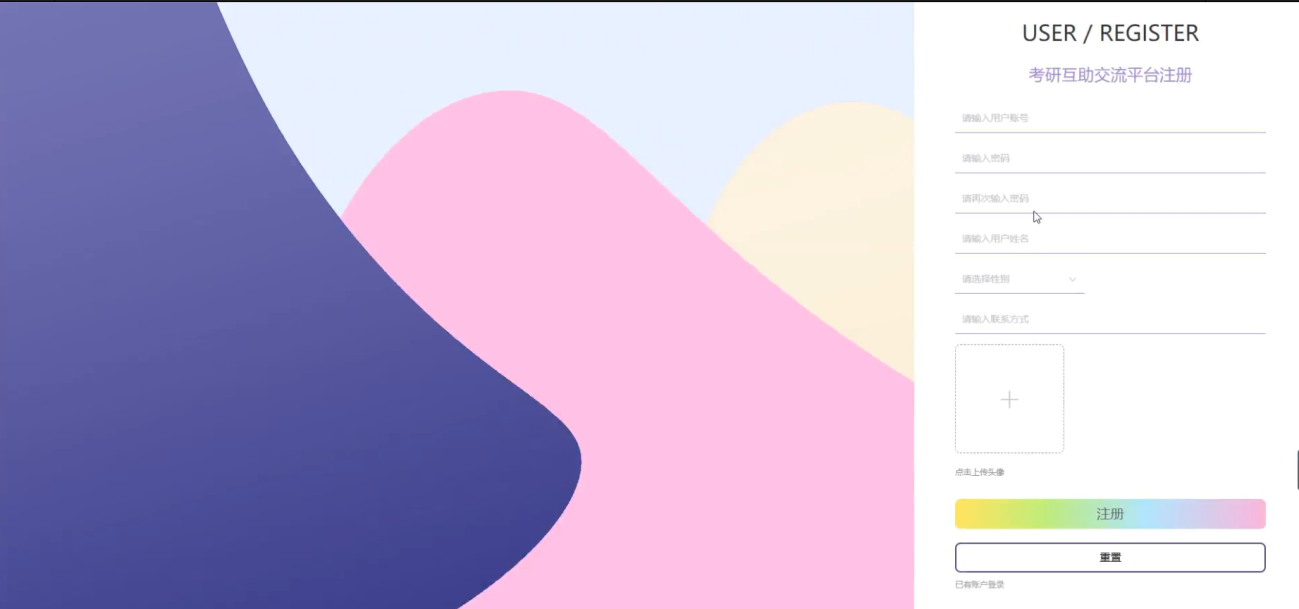 USER / REGISTER
考研互助交流平台注册
请输入用户账号
请输入密码
请再次输入密码
请输入用户姓名
请选择性别
请输入联系方式
点击上传头像
注册
重置
已有账户登录